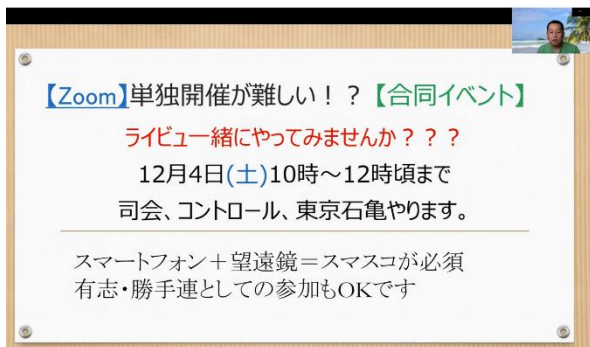 【Zoom】単独開催が難しい！？【合同イベント】
ライビュー緒にやってみませんか？？？
12月4日(土)10時～12時頃まで
司会、コントロール、東京石亀やります。
スマートフォン＋望遠鏡＝スマスコが必須
有志・勝手連としての参加もOKです